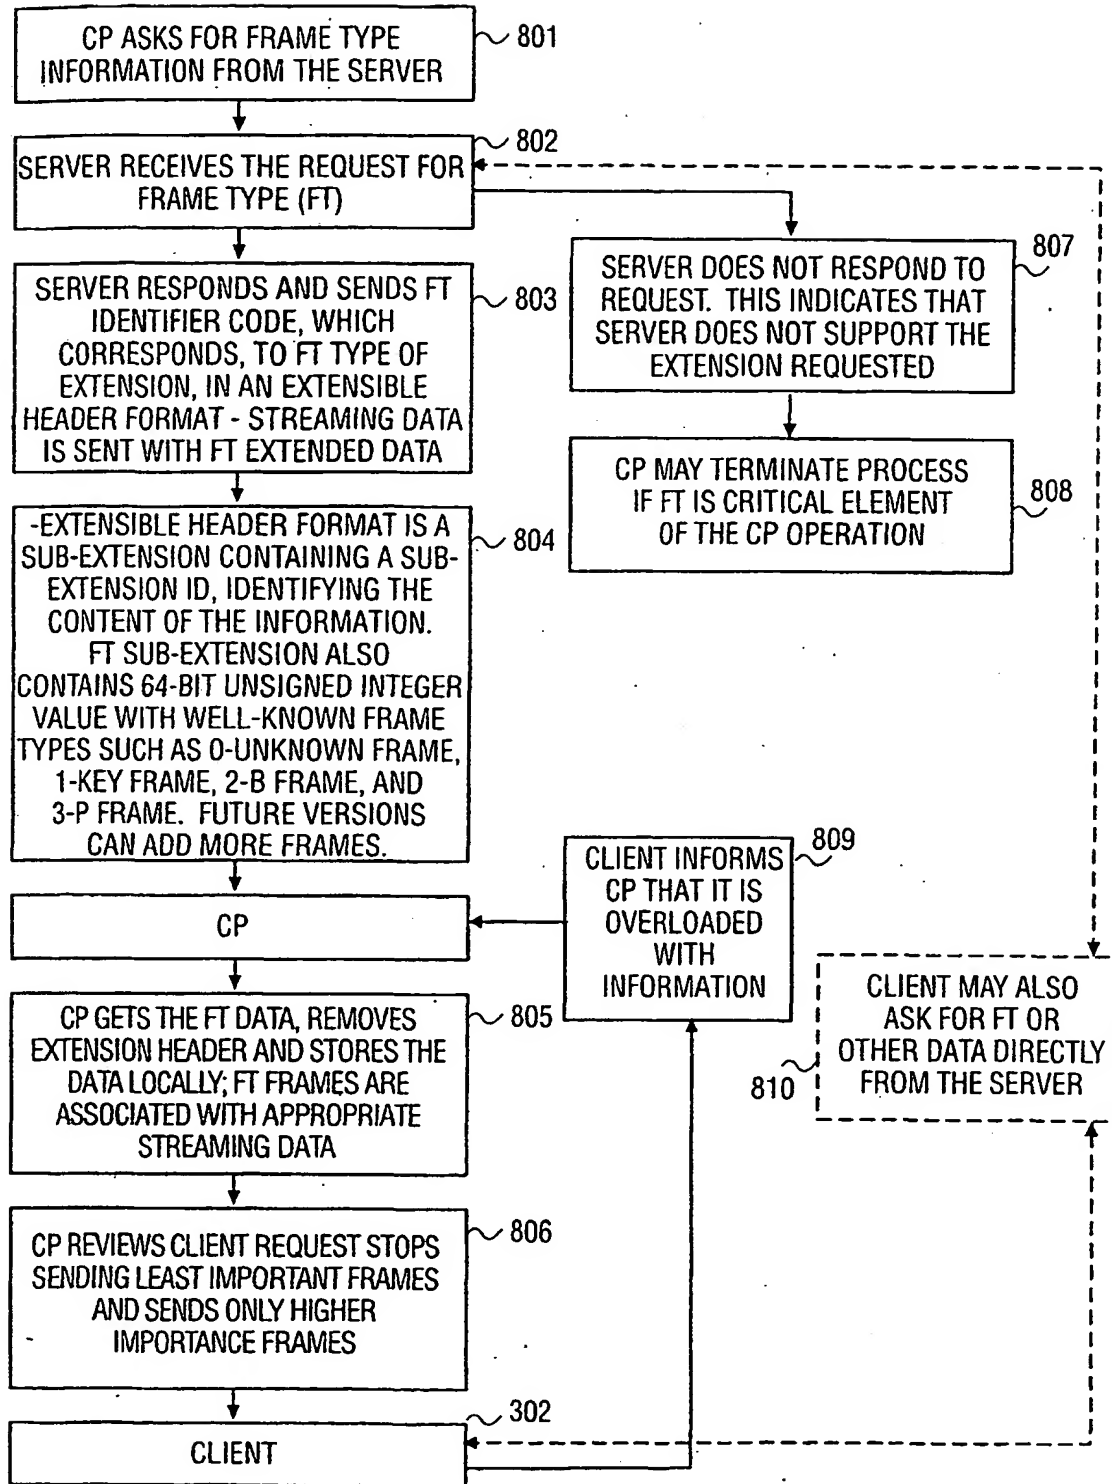 CP ASKS FOR FRAME TYPE
INFORMATION FROM THE SERVER
801
802
SERVER RECEIVES THE REQUEST FOR
FRAME TYPE (FT)
SERVER RESPONDS AND SENDS FT
IDENTIFIER CODE, WHICH
CORRESPONDS, TO FT TYPE OF
EXTENSION, IN AN EXTENSIBLE
HEADER FORMAT - STREAMING DATA
IS SENT WITH FT EXTENDED DATA
803
SERVER DOES NOT RESPOND TO
REQUEST. THIS INDICATES THAT
SERVER DOES NOT SUPPORT THE
EXTENSION REQUESTED
807
CP MAY TERMINATE PROCESS
IF FT IS CRITICAL ELEMENT
OF THE CP OPERATION
808
-EXTENSIBLE HEADER FORMAT IS A
SUB-EXTENSION CONTAINING A SUB-
EXTENSION ID, IDENTIFYING THE
CONTENT OF THE INFORMATION.
FT SUB-EXTENSION ALSO
CONTAINS 64-BIT UNSIGNED INTEGER
VALUE WITH WELL-KNOWN FRAME
TYPES SUCH AS 0-UNKNOWN FRAME,
1-KEY FRAME, 2-B FRAME, AND
3-P FRAME. FUTURE VERSIONS
CAN ADD MORE FRAMES.
804
CP
CLIENT INFORMS
CP THAT IT IS
OVERLOADED
WITH
INFORMATION
809
CP GETS THE FT DATA, REMOVES
EXTENSION HEADER AND STORES THE
DATA LOCALLY; FT FRAMES ARE
ASSOCIATED WITH APPROPRIATE
STREAMING DATA
805
CLIENT MAY ALSO
ASK FOR FT OR
OTHER DATA DIRECTLY
FROM THE SERVER
810
CP REVIEWS CLIENT REQUEST STOPS
SENDING LEAST IMPORTANT FRAMES
AND SENDS ONLY HIGHER
IMPORTANCE FRAMES
806
302
CLIENT